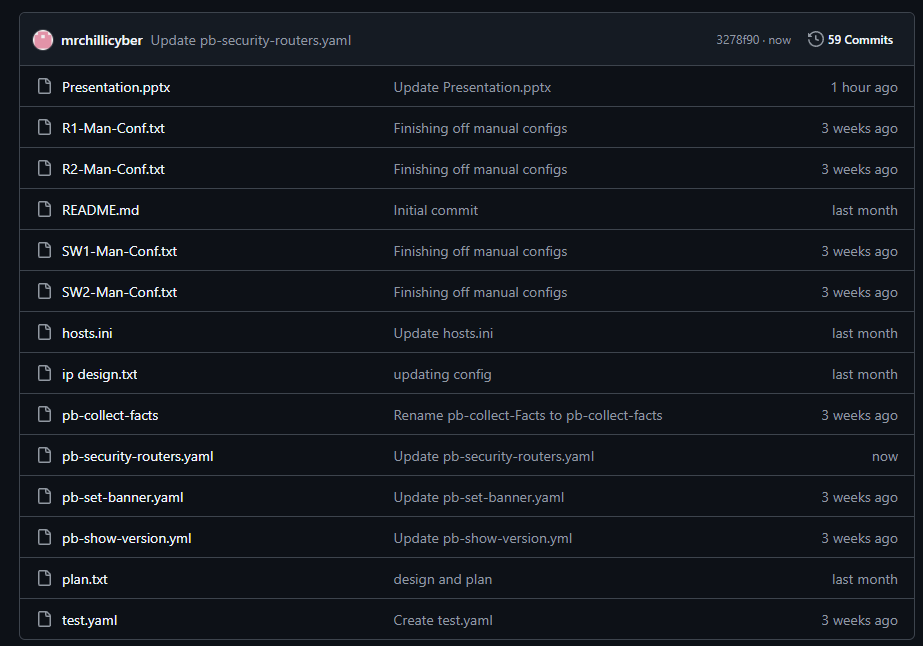 mrchillicyber Update pb-security-routers.yaml 3278f90 · now 59 Commits
Presentation.pptx Update Presentation.pptx 1 hour ago
R1-Man-Conf.txt Finishing off manual configs 3 weeks ago
R2-Man-Conf.txt Finishing off manual configs 3 weeks ago
README.md Initial commit last month
SW1-Man-Conf.txt Finishing off manual configs 3 weeks ago
SW2-Man-Conf.txt Finishing off manual configs 3 weeks ago
hosts.ini Update hosts.ini last month
ip design.txt updating config last month
pb-collect-facts Rename pb-collect-Facts to pb-collect-facts 3 weeks ago
pb-security-routers.yaml Update pb-security-routers.yaml now
pb-set-banner.yaml Update pb-set-banner.yaml 3 weeks ago
pb-show-version.yml Update pb-show-version.yml 3 weeks ago
plan.txt design and plan last month
test.yaml Create test.yaml 3 weeks ago